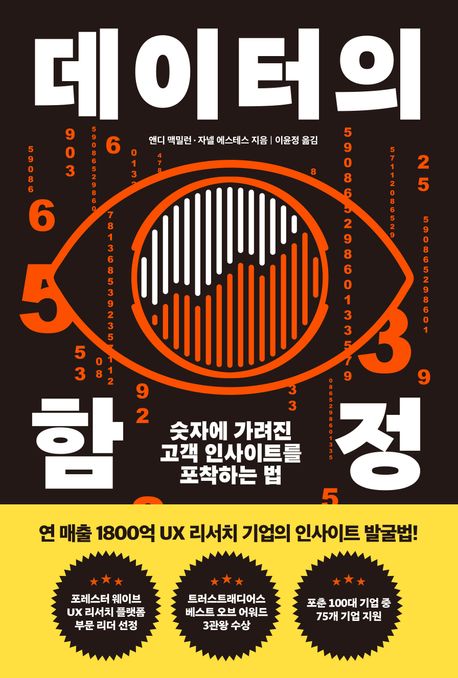 데이터의
앤디 맥밀런 · 자넬 에스테스 지음 | 이윤정 옮김
함정
숫자에 가려진
고객 인사이트를
포착하는 법
연 매출 1800억 UX 리서치 기업의 인사이트 발굴법!
포레스터 웨이브
UX 리서치 플랫폼
부문 리더 선정
트러스트래디어스
베스트 오브 어워드
3관왕 수상
포춘 100대 기업 중
75개 기업 지원